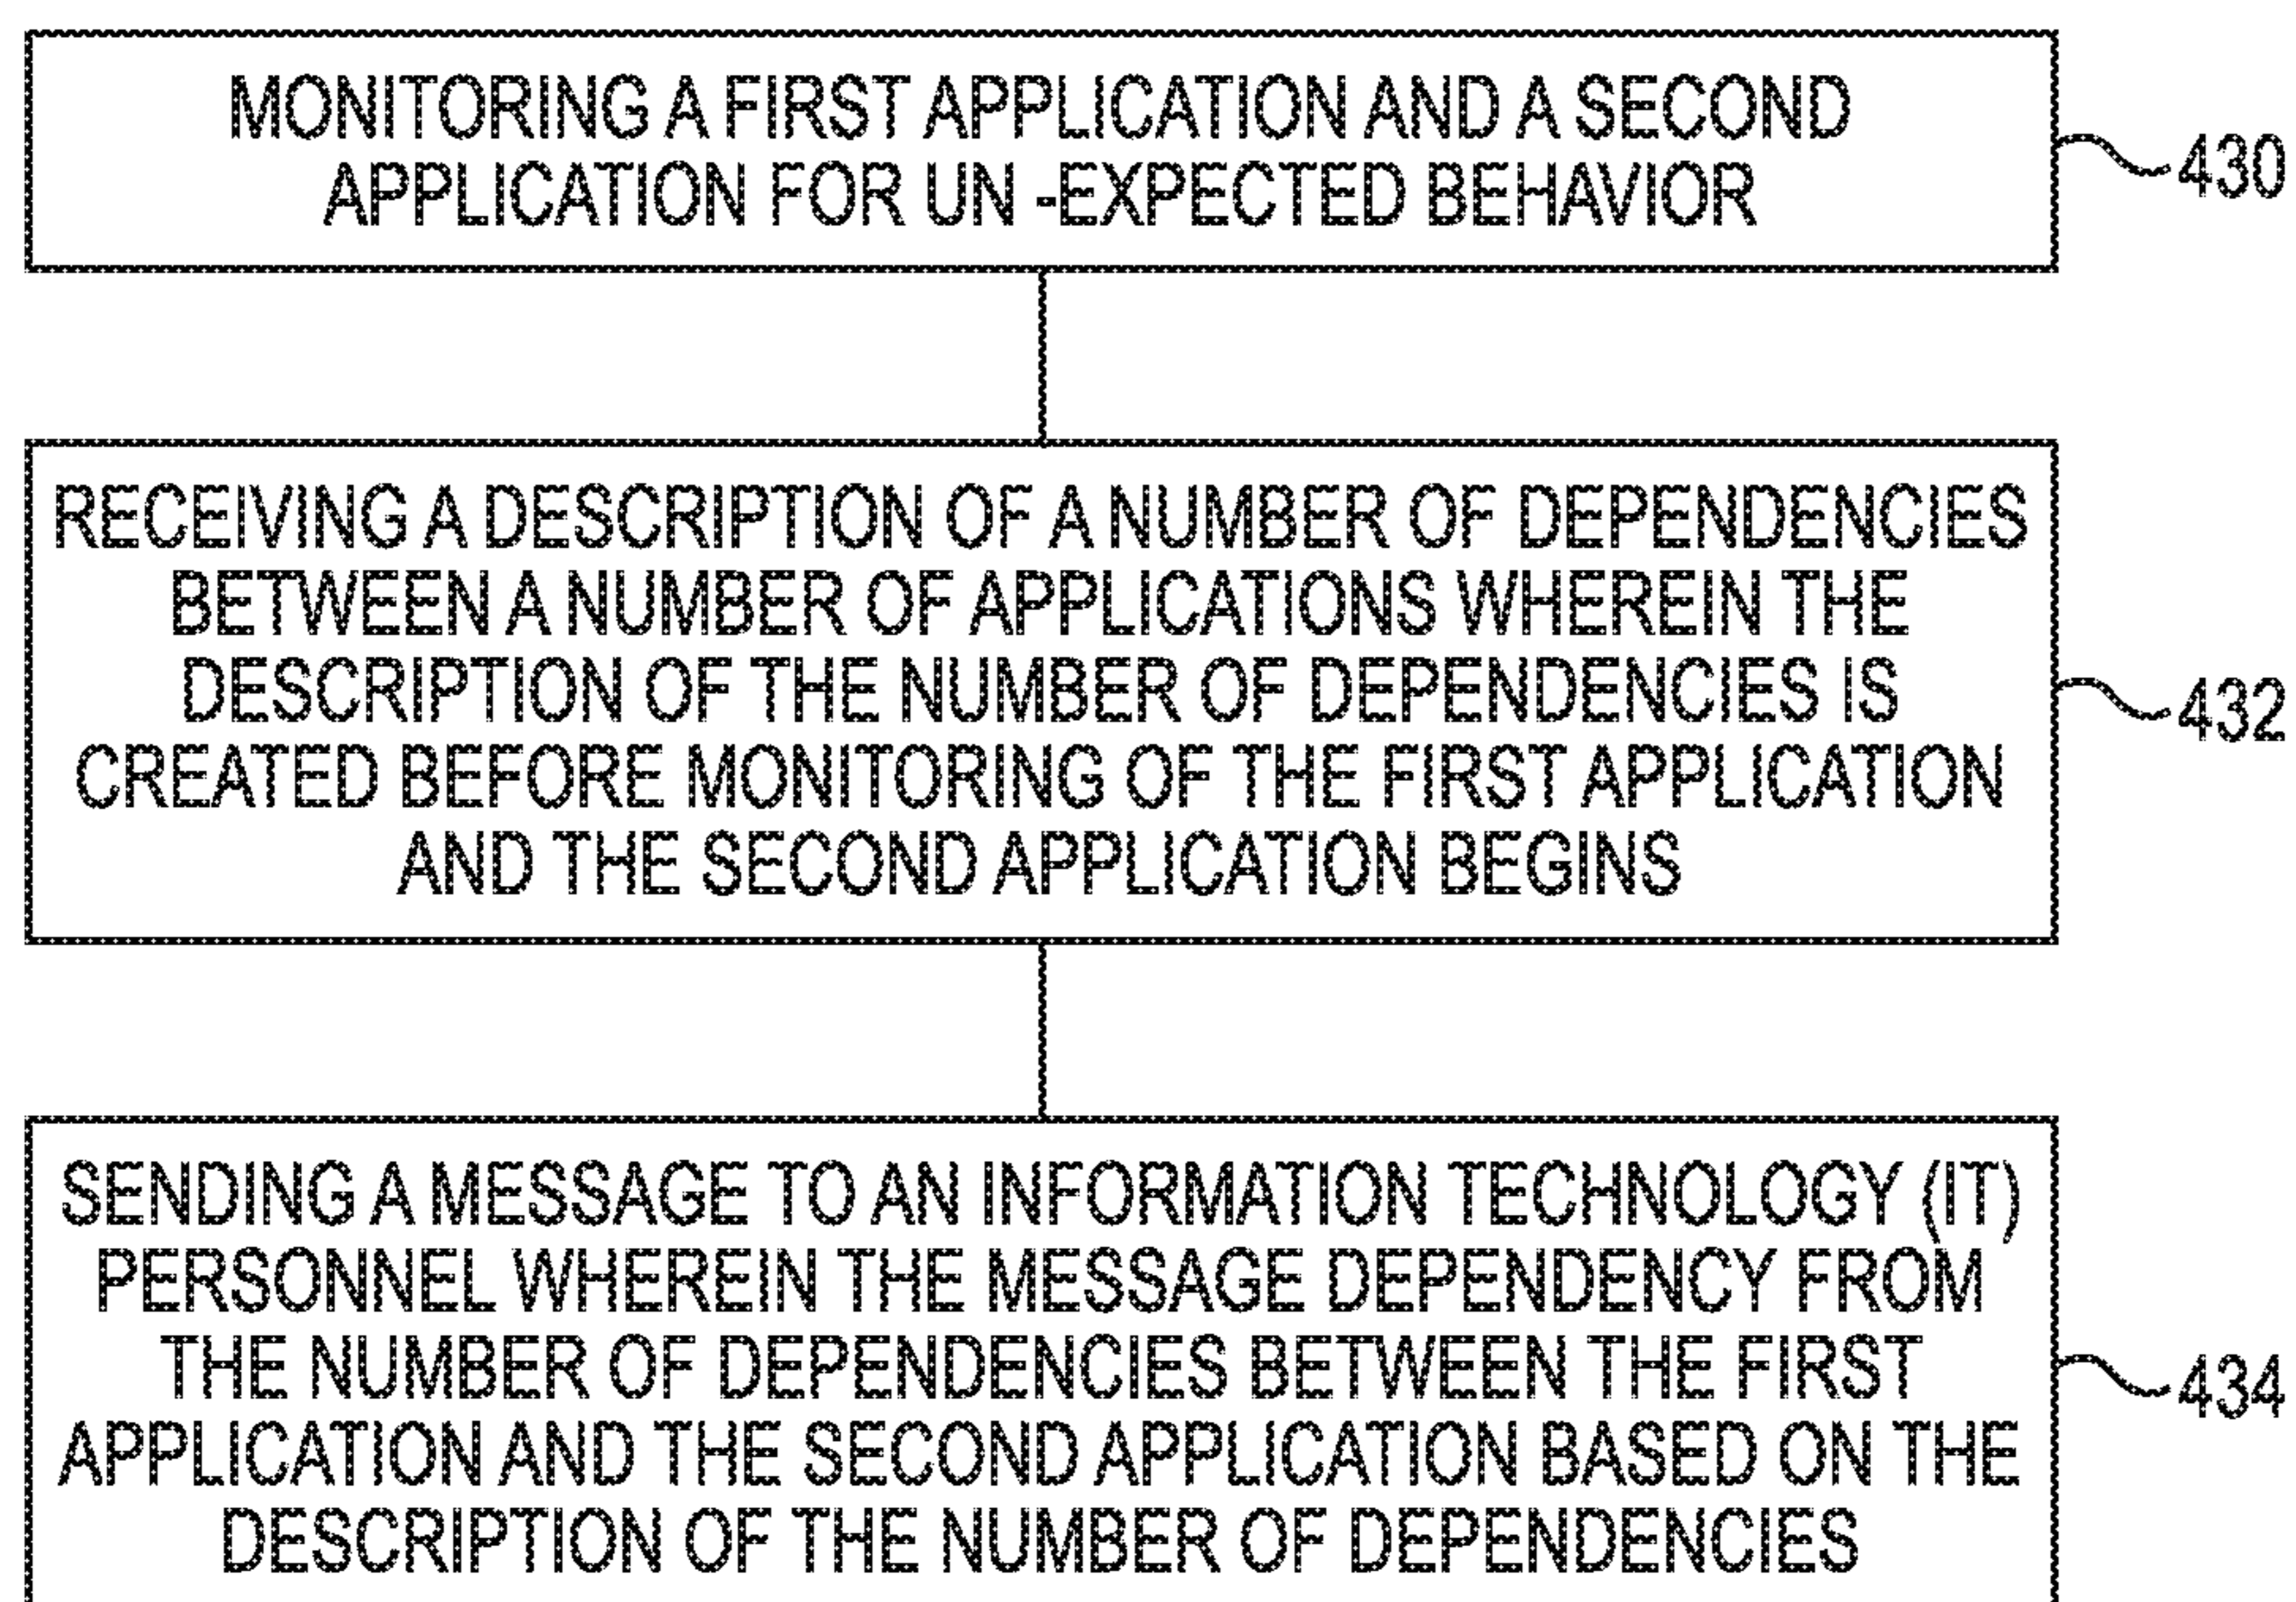 MONITORING A FIRST APPLICATION AND A SECOND
APPLICATION FOR UN -EXPECTED BEHAVIOR
430
RECEIVING A DESCRIPTION OF A NUMBER OF DEPENDENCIES
BETWEEN A NUMBER OF APPLICATIONS WHEREIN THE
DESCRIPTION OF THE NUMBER OF DEPENDENCIES IS
CREATED BEFORE MONITORING OF THE FIRST APPLICATION
AND THE SECOND APPLICATION BEGINS
432
SENDING A MESSAGE TO AN INFORMATION TECHNOLOGY (IT)
PERSONNEL WHEREIN THE MESSAGE DEPENDENCY FROM
THE NUMBER OF DEPENDENCIES BETWEEN THE FIRST
APPLICATION AND THE SECOND APPLICATION BASED ON THE
DESCRIPTION OF THE NUMBER OF DEPENDENCIES
434